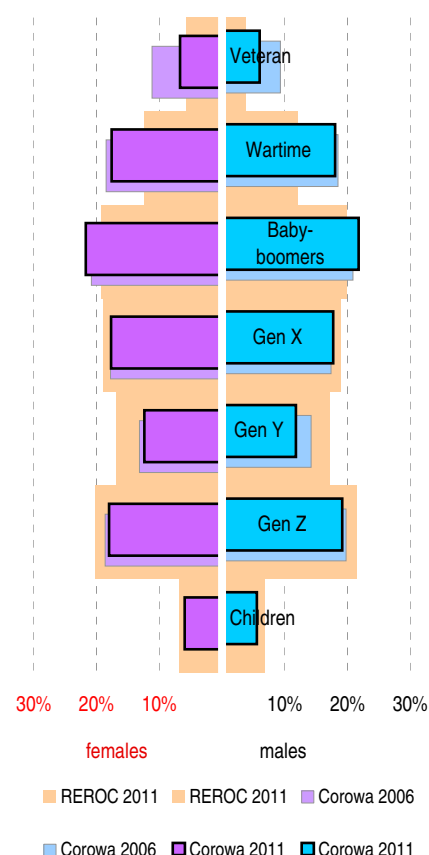 Veteran
Wartime
Baby-
boomers
Gen X
Gen Y
Gen Z
Children
30% 20% 10% 10% 20% 30%
females males
REROC 2011 REROC 2011 Corowa 2006
Corowa 2006 Corowa 2011 Corowa 2011